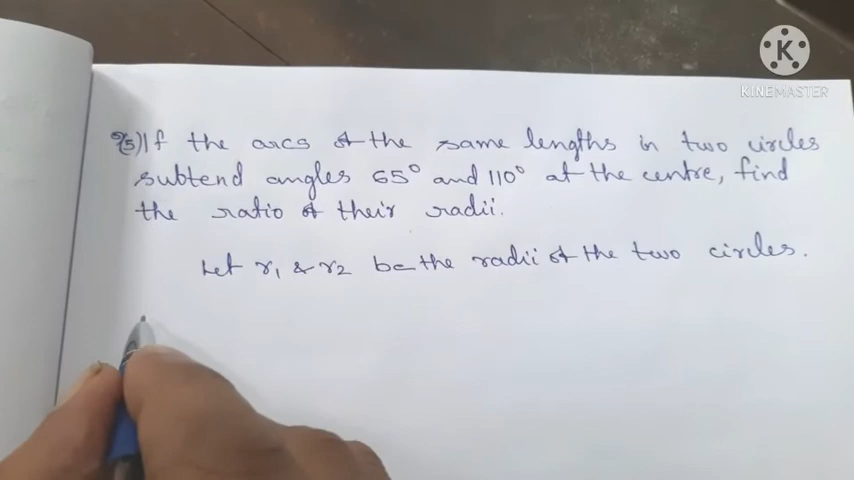 K
KINEMASTER
Q5) If the arcs of the same lengths in two circles
subtend angles 65° and 110° at the centre, find
the ratio of their radii.
Let r1 & r2 be the radii of the two circles.